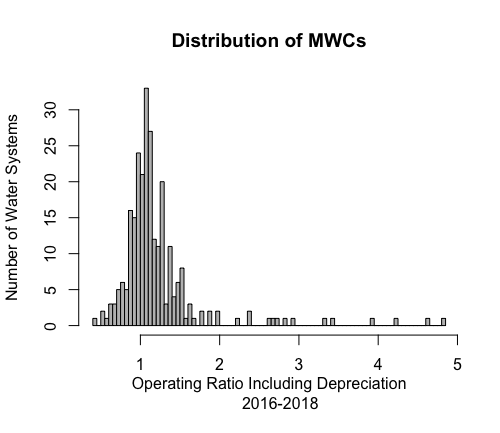 Distribution of MWCs
Number of Water Systems
30
25
20
15
10
5
0
1 2 3 4 5
Operating Ratio Including Depreciation
2016-2018